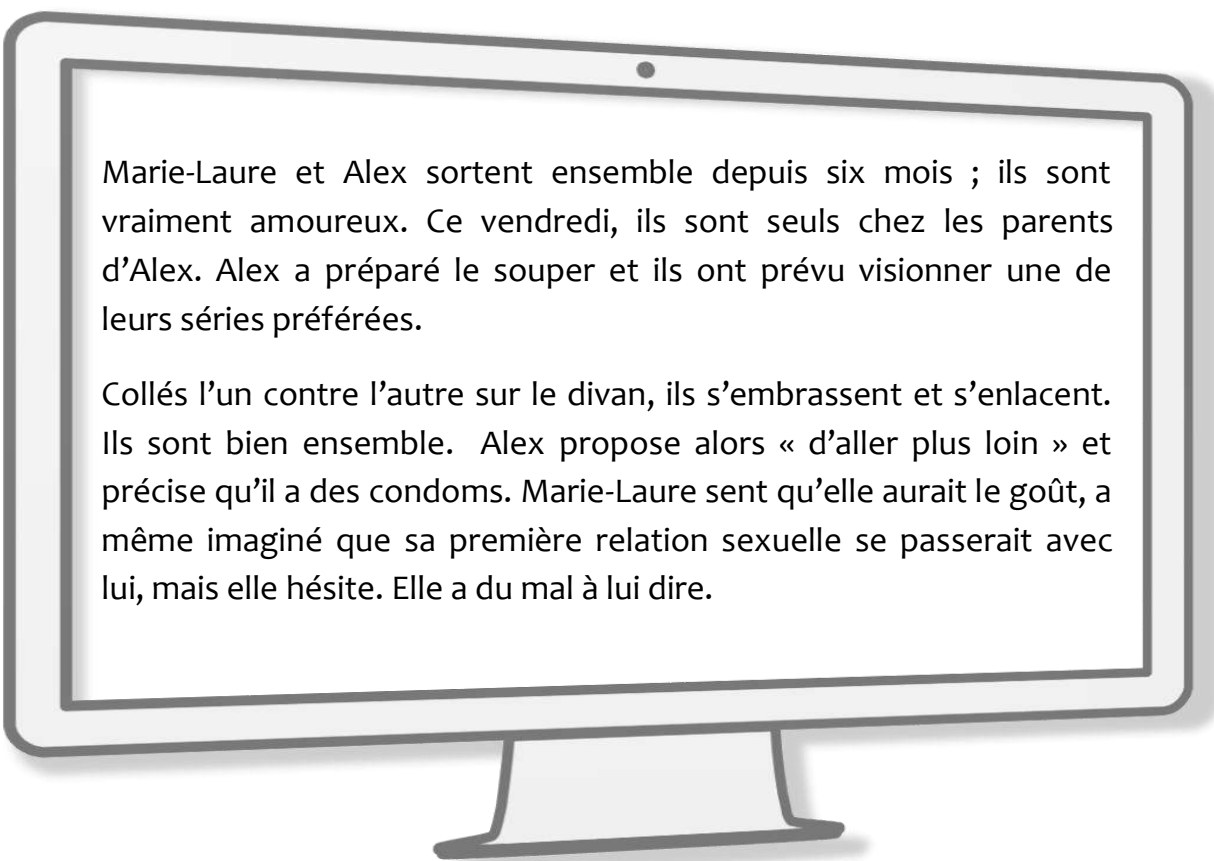 Marie-Laure et Alex sortent ensemble depuis six mois ; ils sont
vraiment amoureux. Ce vendredi, ils sont seuls chez les parents
d’Alex. Alex a préparé le souper et ils ont prévu visionner une de
leurs séries préférées.
Collés l’un contre l’autre sur le divan, ils s’embrassent et s’enlacent.
Ils sont bien ensemble.  Alex propose alors « d’aller plus loin » et
précise qu’il a des condoms. Marie-Laure sent qu’elle aurait le goût, a
même imaginé que sa première relation sexuelle se passerait avec
lui, mais elle hésite. Elle a du mal à lui dire.